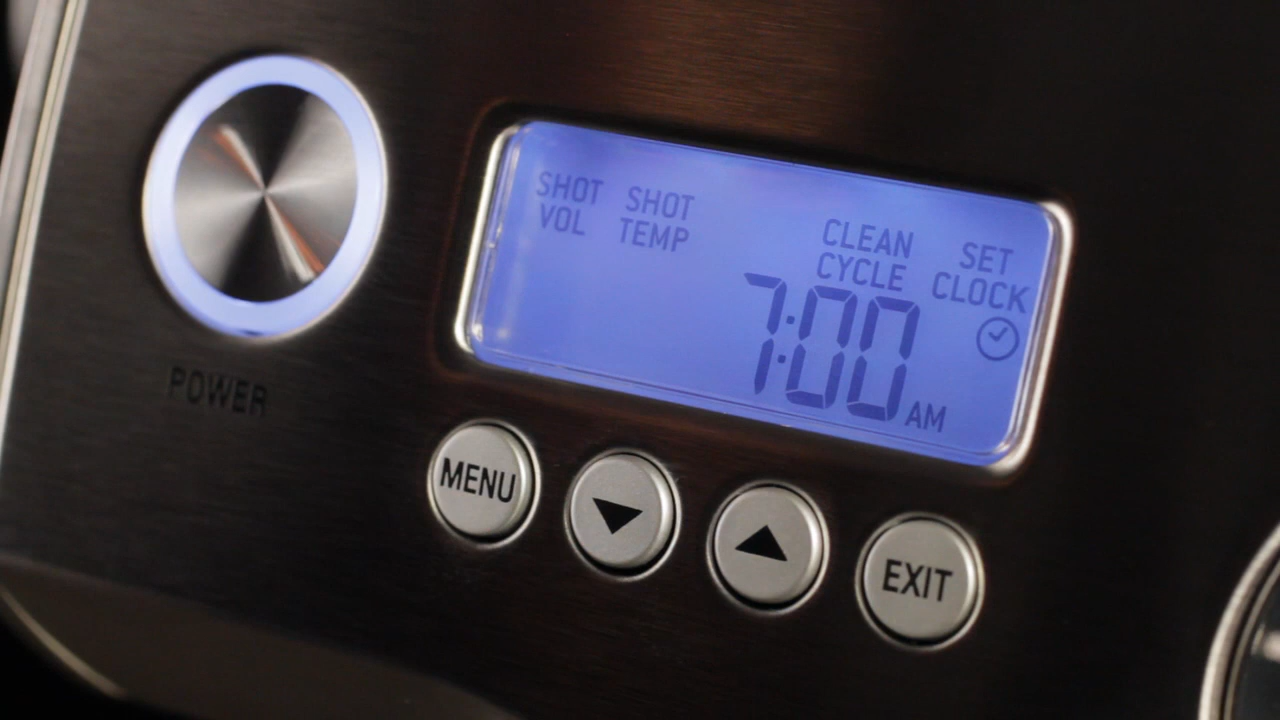 SHOT
VOL
SHOT
TEMP
CLEAN
CYCLE
SET
CLOCK
7:00 AM
POWER
MENU
EXIT